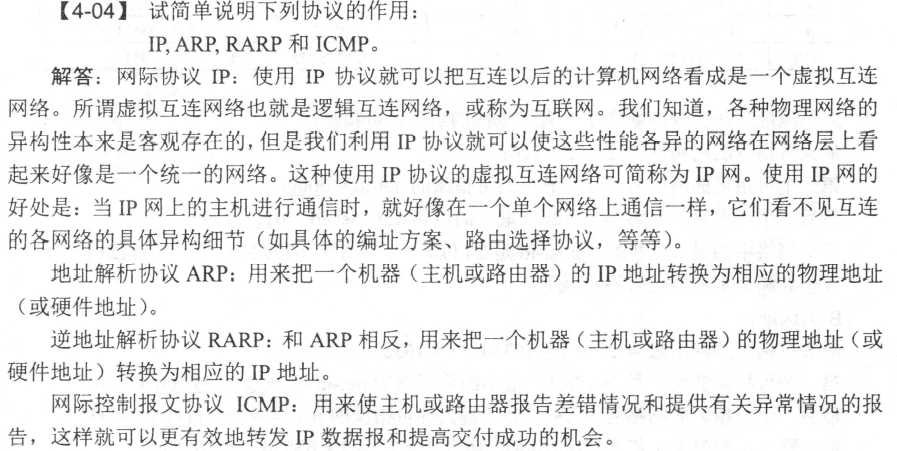 【4-04】 试简单说明下列协议的作用：
IP, ARP, RARP 和 ICMP。
解答：网际协议 IP：使用 IP 协议就可以把互连以后的计算机网络看成是一个虚拟互连
网络。所谓虚拟互连网络也就是逻辑互连网络，或称为互联网。我们知道，各种物理网络的
异构性本来是客观存在的，但是我们利用 IP 协议就可以使这些性能各异的网络在网络层上看
起来好像是一个统一的网络。这种使用 IP 协议的虚拟互连网络可简称为 IP 网。使用 IP 网的
好处是：当 IP 网上的主机进行通信时，就好像在一个单个网络上通信一样，它们看不见互连
的各网络的具体异构细节（如具体的编址方案、路由选择协议，等等）。
地址解析协议 ARP：用来把一个机器（主机或路由器）的 IP 地址转换为相应的物理地址
（或硬件地址）。
逆地址解析协议 RARP：和 ARP 相反，用来把一个机器（主机或路由器）的物理地址（或
硬件地址）转换为相应的 IP 地址。
网际控制报文协议 ICMP：用来使主机或路由器报告差错情况和提供有关异常情况的报
告，这样就可以更有效地转发 IP 数据报和提高交付成功的机会。